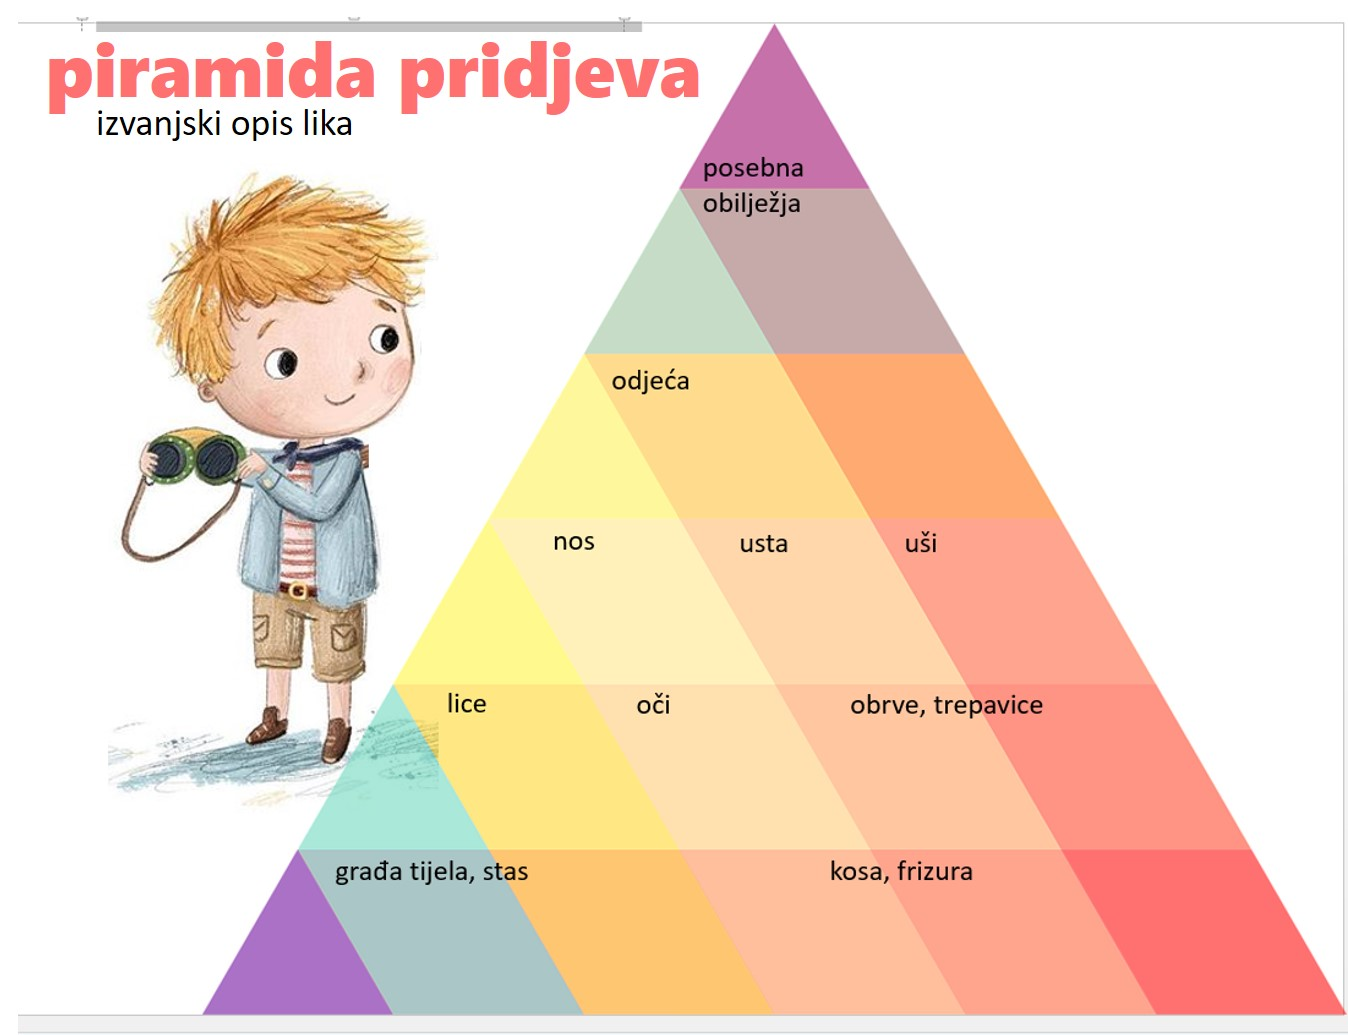 piramida pridjeva
izvanjski opis lika
posebna
obilježja
odjeća
nos
usta
uši
lice
oči
obrve, trepavice
građa tijela, stas
kosa, frizura